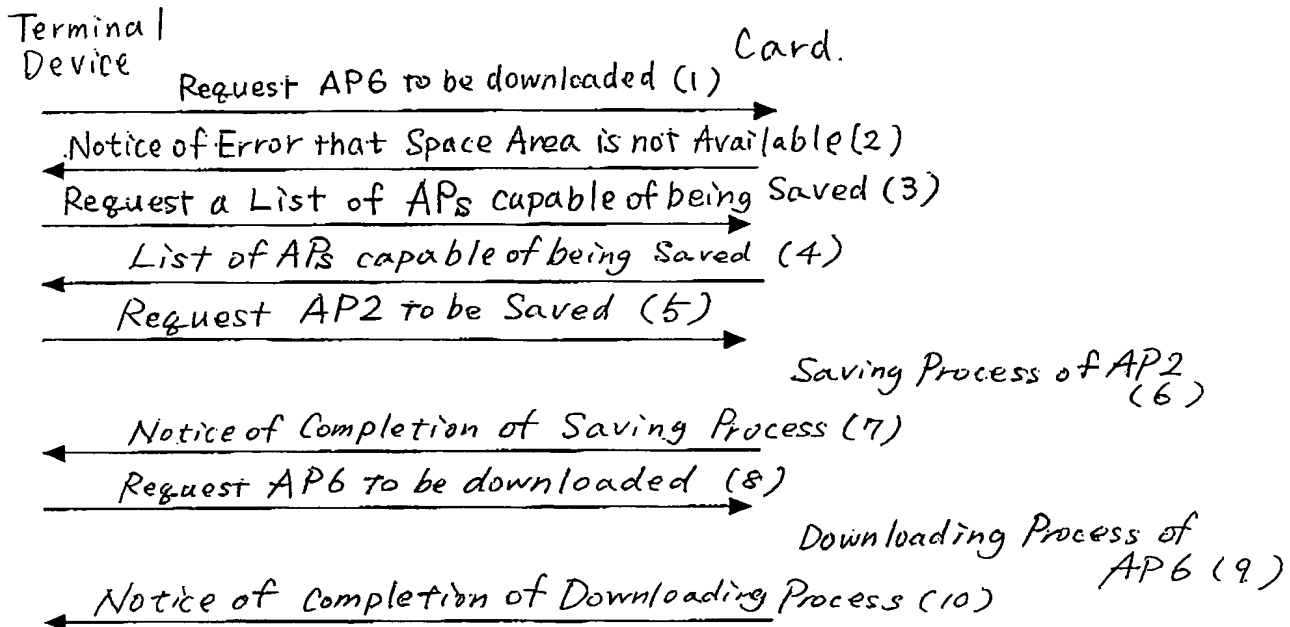 Terminal
Device
Card.
Request AP6 to be downloaded (1)
Notice of Error that Space Area is not Available (2)
Request a List of APs capable of being Saved (3)
List of APs capable of being Saved (4)
Request AP2 to be Saved (5)
Saving Process of AP2
(6)
Notice of Completion of Saving Process (7)
Request AP6 to be downloaded (8)
Downloading Process of
AP6 (9)
Notice of Completion of Downloading Process (10)